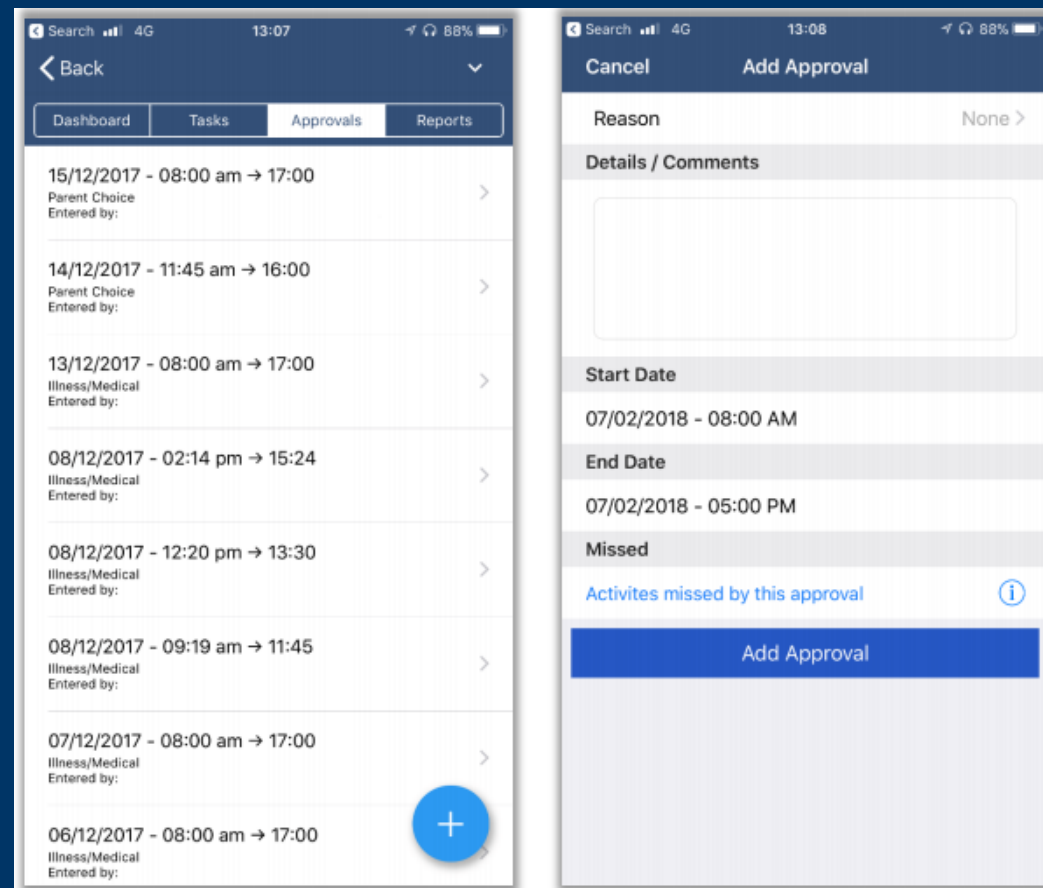 Search 4G 13:07 88%
Back
Dashboard Tasks Approvals Reports
15/12/2017 - 08:00 am → 17:00
Parent Choice
Entered by:
14/12/2017 - 11:45 am → 16:00
Parent Choice
Entered by:
13/12/2017 - 08:00 am → 17:00
Illness/Medical
Entered by:
08/12/2017 - 02:14 pm → 15:24
Illness/Medical
Entered by:
08/12/2017 - 12:20 pm → 13:30
Illness/Medical
Entered by:
08/12/2017 - 09:19 am → 11:45
Illness/Medical
Entered by:
07/12/2017 - 08:00 am → 17:00
Illness/Medical
Entered by:
06/12/2017 - 08:00 am → 17:00
Illness/Medical
Entered by:
Search 4G 13:08 88%
Cancel Add Approval
Reason None
Details / Comments
Start Date
07/02/2018 - 08:00 AM
End Date
07/02/2018 - 05:00 PM
Missed
Activites missed by this approval
Add Approval